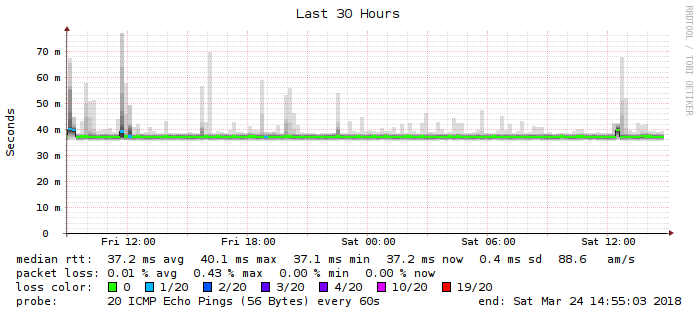 Last 30 Hours
RRDTOOL / TOBI OETIKER
Seconds
70 m
60 m
50 m
40 m
30 m
20 m
10 m
0
Fri 12:00 Fri 18:00 Sat 00:00 Sat 06:00 Sat 12:00
median rtt: 37.2 ms avg 40.1 ms max 37.1 ms min 37.2 ms now 0.4 ms sd 88.6 am/s
packet loss: 0.01 % avg 0.43 % max 0.00 % min 0.00 % now
loss color: 0 1/20 2/20 3/20 4/20 10/20 19/20
probe: 20 ICMP Echo Pings (56 Bytes) every 60s end: Sat Mar 24 14:55:03 2018